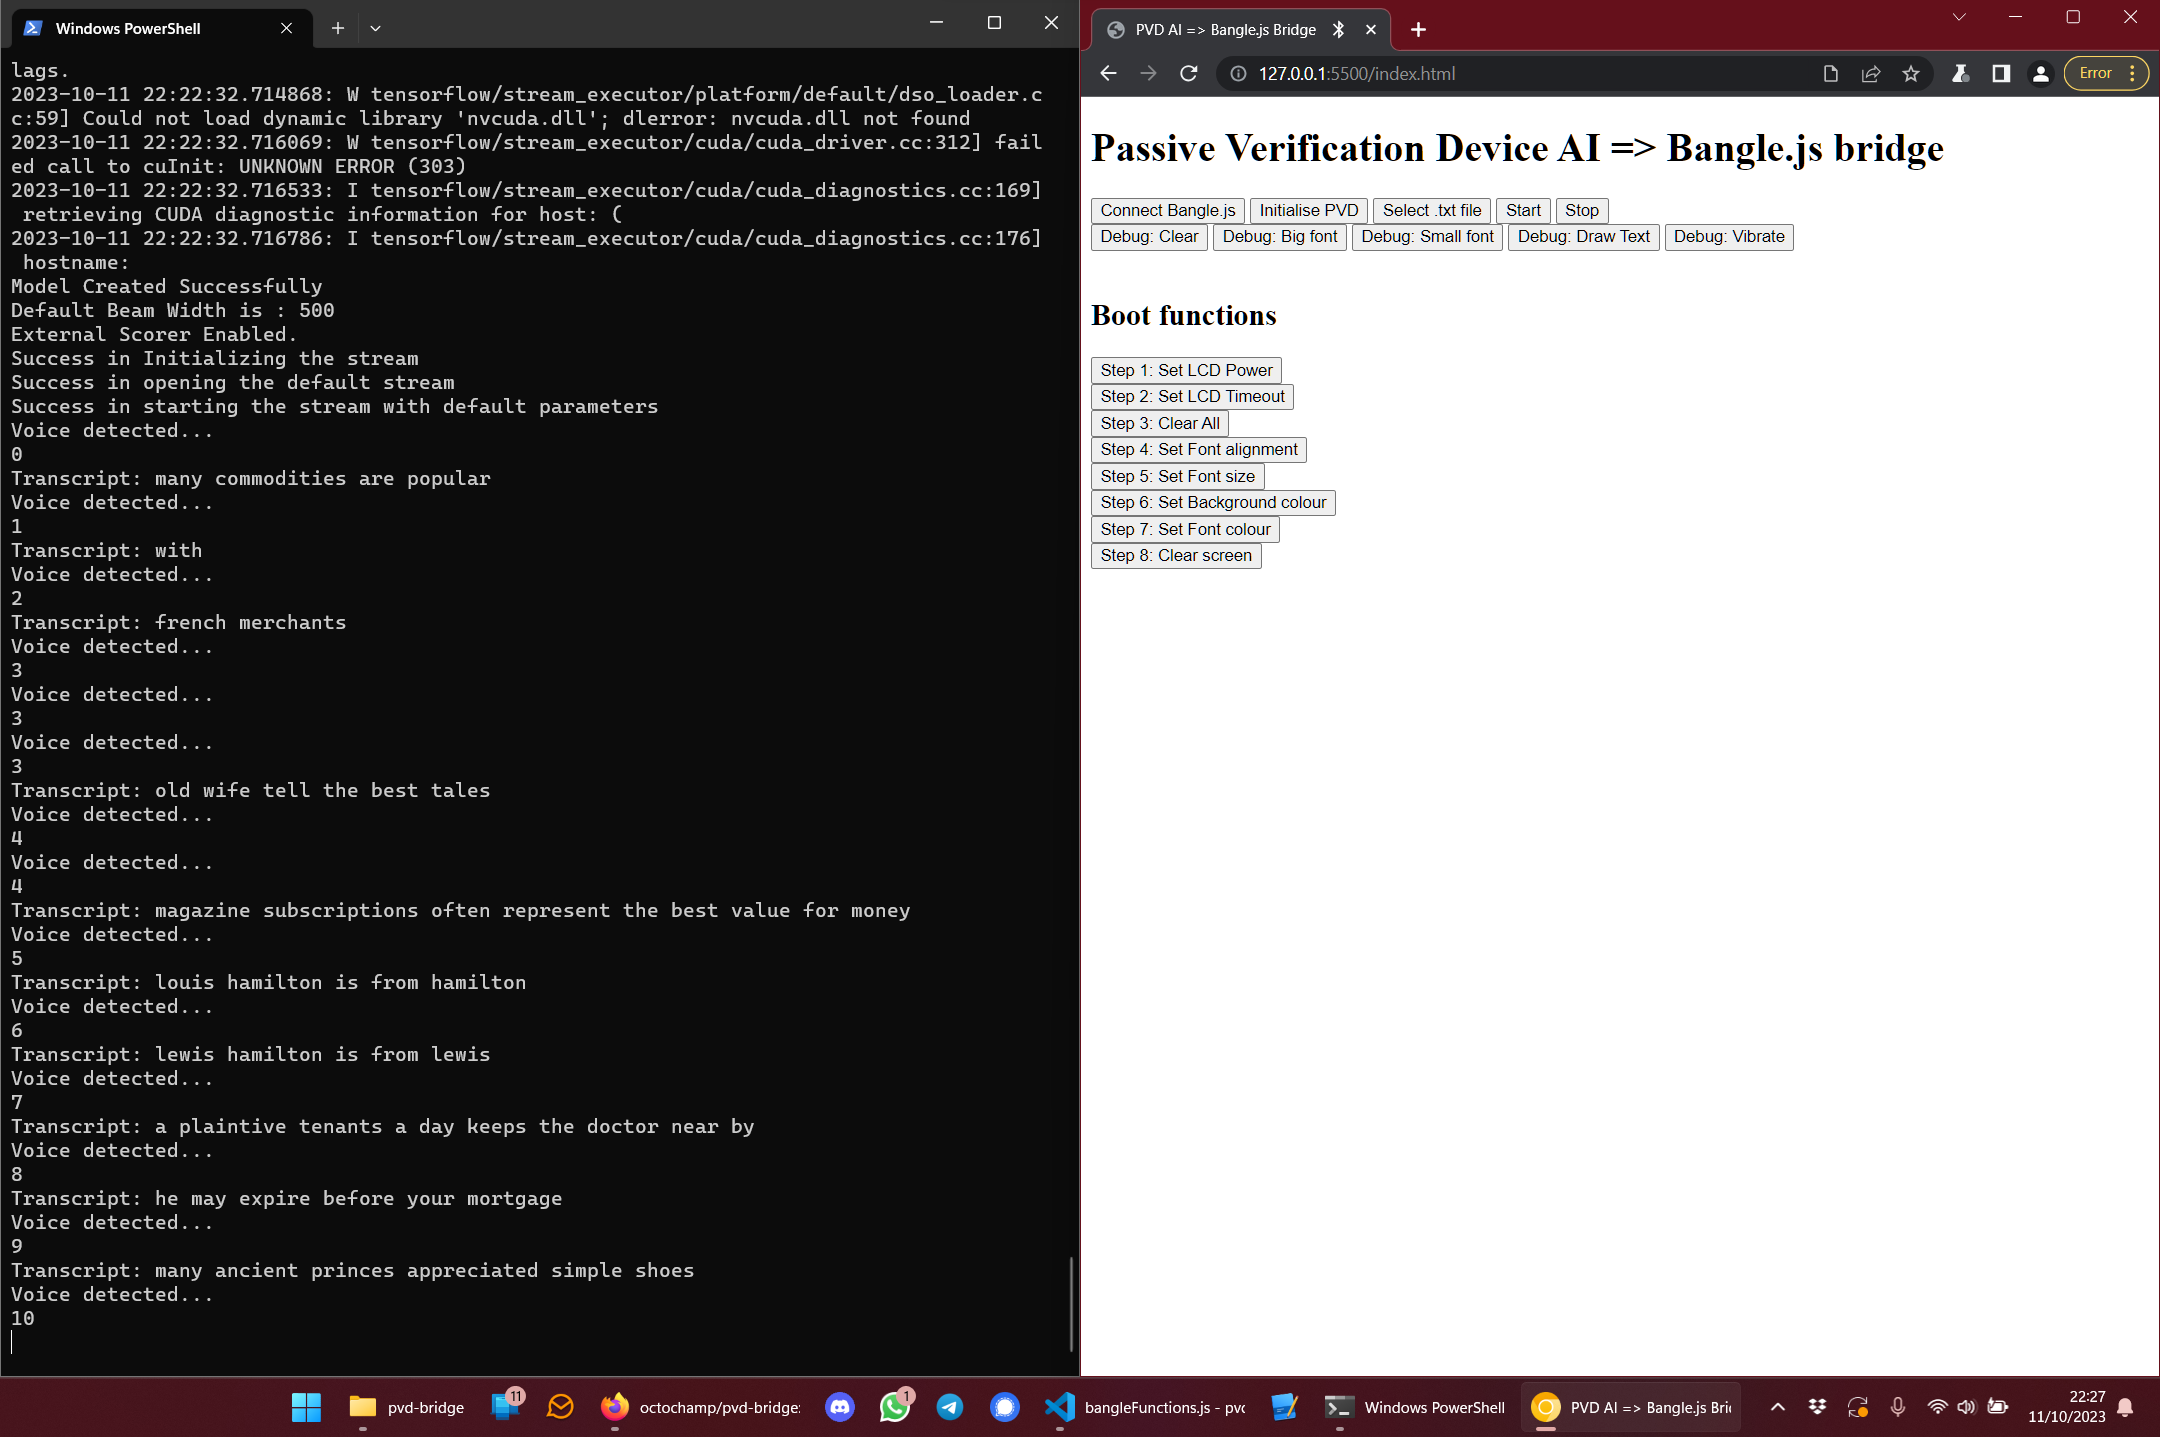 Windows PowerShell
lags.
2023-10-11 22:22:32.714868: W tensorflow/stream_executor/platform/default/dso_loader.c
c:59] Could not load dynamic library 'nvcuda.dll'; dlerror: nvcuda.dll not found
2023-10-11 22:22:32.716069: W tensorflow/stream_executor/cuda/cuda_driver.cc:312] fail
ed call to cuInit: UNKNOWN ERROR (303)
2023-10-11 22:22:32.716533: I tensorflow/stream_executor/cuda/cuda_diagnostics.cc:169]
retrieving CUDA diagnostic information for host: (
2023-10-11 22:22:32.716786: I tensorflow/stream_executor/cuda/cuda_diagnostics.cc:176]
hostname:
Model Created Successfully
Default Beam Width is : 500
External Scorer Enabled.
Success in Initializing the stream
Success in opening the default stream
Success in starting the stream with default parameters
Voice detected...
0
Transcript: many commodities are popular
Voice detected...
1
Transcript: with
Voice detected...
2
Transcript: french merchants
Voice detected...
3
Voice detected...
3
Voice detected...
3
Transcript: old wife tell the best tales
Voice detected...
4
Voice detected...
4
Transcript: magazine subscriptions often represent the best value for money
Voice detected...
5
Transcript: louis hamilton is from hamilton
Voice detected...
6
Transcript: lewis hamilton is from lewis
Voice detected...
7
Transcript: a plaintive tenants a day keeps the doctor near by
Voice detected...
8
Transcript: he may expire before your mortgage
Voice detected...
9
Transcript: many ancient princes appreciated simple shoes
Voice detected...
10
PVD AI => Bangle.js Bridge
127.0.0.1:5500/index.html
Error
Passive Verification Device AI => Bangle.js bridge
Connect Bangle.js Initialise PVD Select .txt file Start Stop
Debug: Clear Debug: Big font Debug: Small font Debug: Draw Text Debug: Vibrate
Boot functions
Step 1: Set LCD Power
Step 2: Set LCD Timeout
Step 3: Clear All
Step 4: Set Font alignment
Step 5: Set Font size
Step 6: Set Background colour
Step 7: Set Font colour
Step 8: Clear screen
pvd-bridge 11 octochamp/pvd-bridge: 1 bangleFunctions.js - pvd Windows PowerShell PVD AI => Bangle.js Bri 22:27
11/10/2023